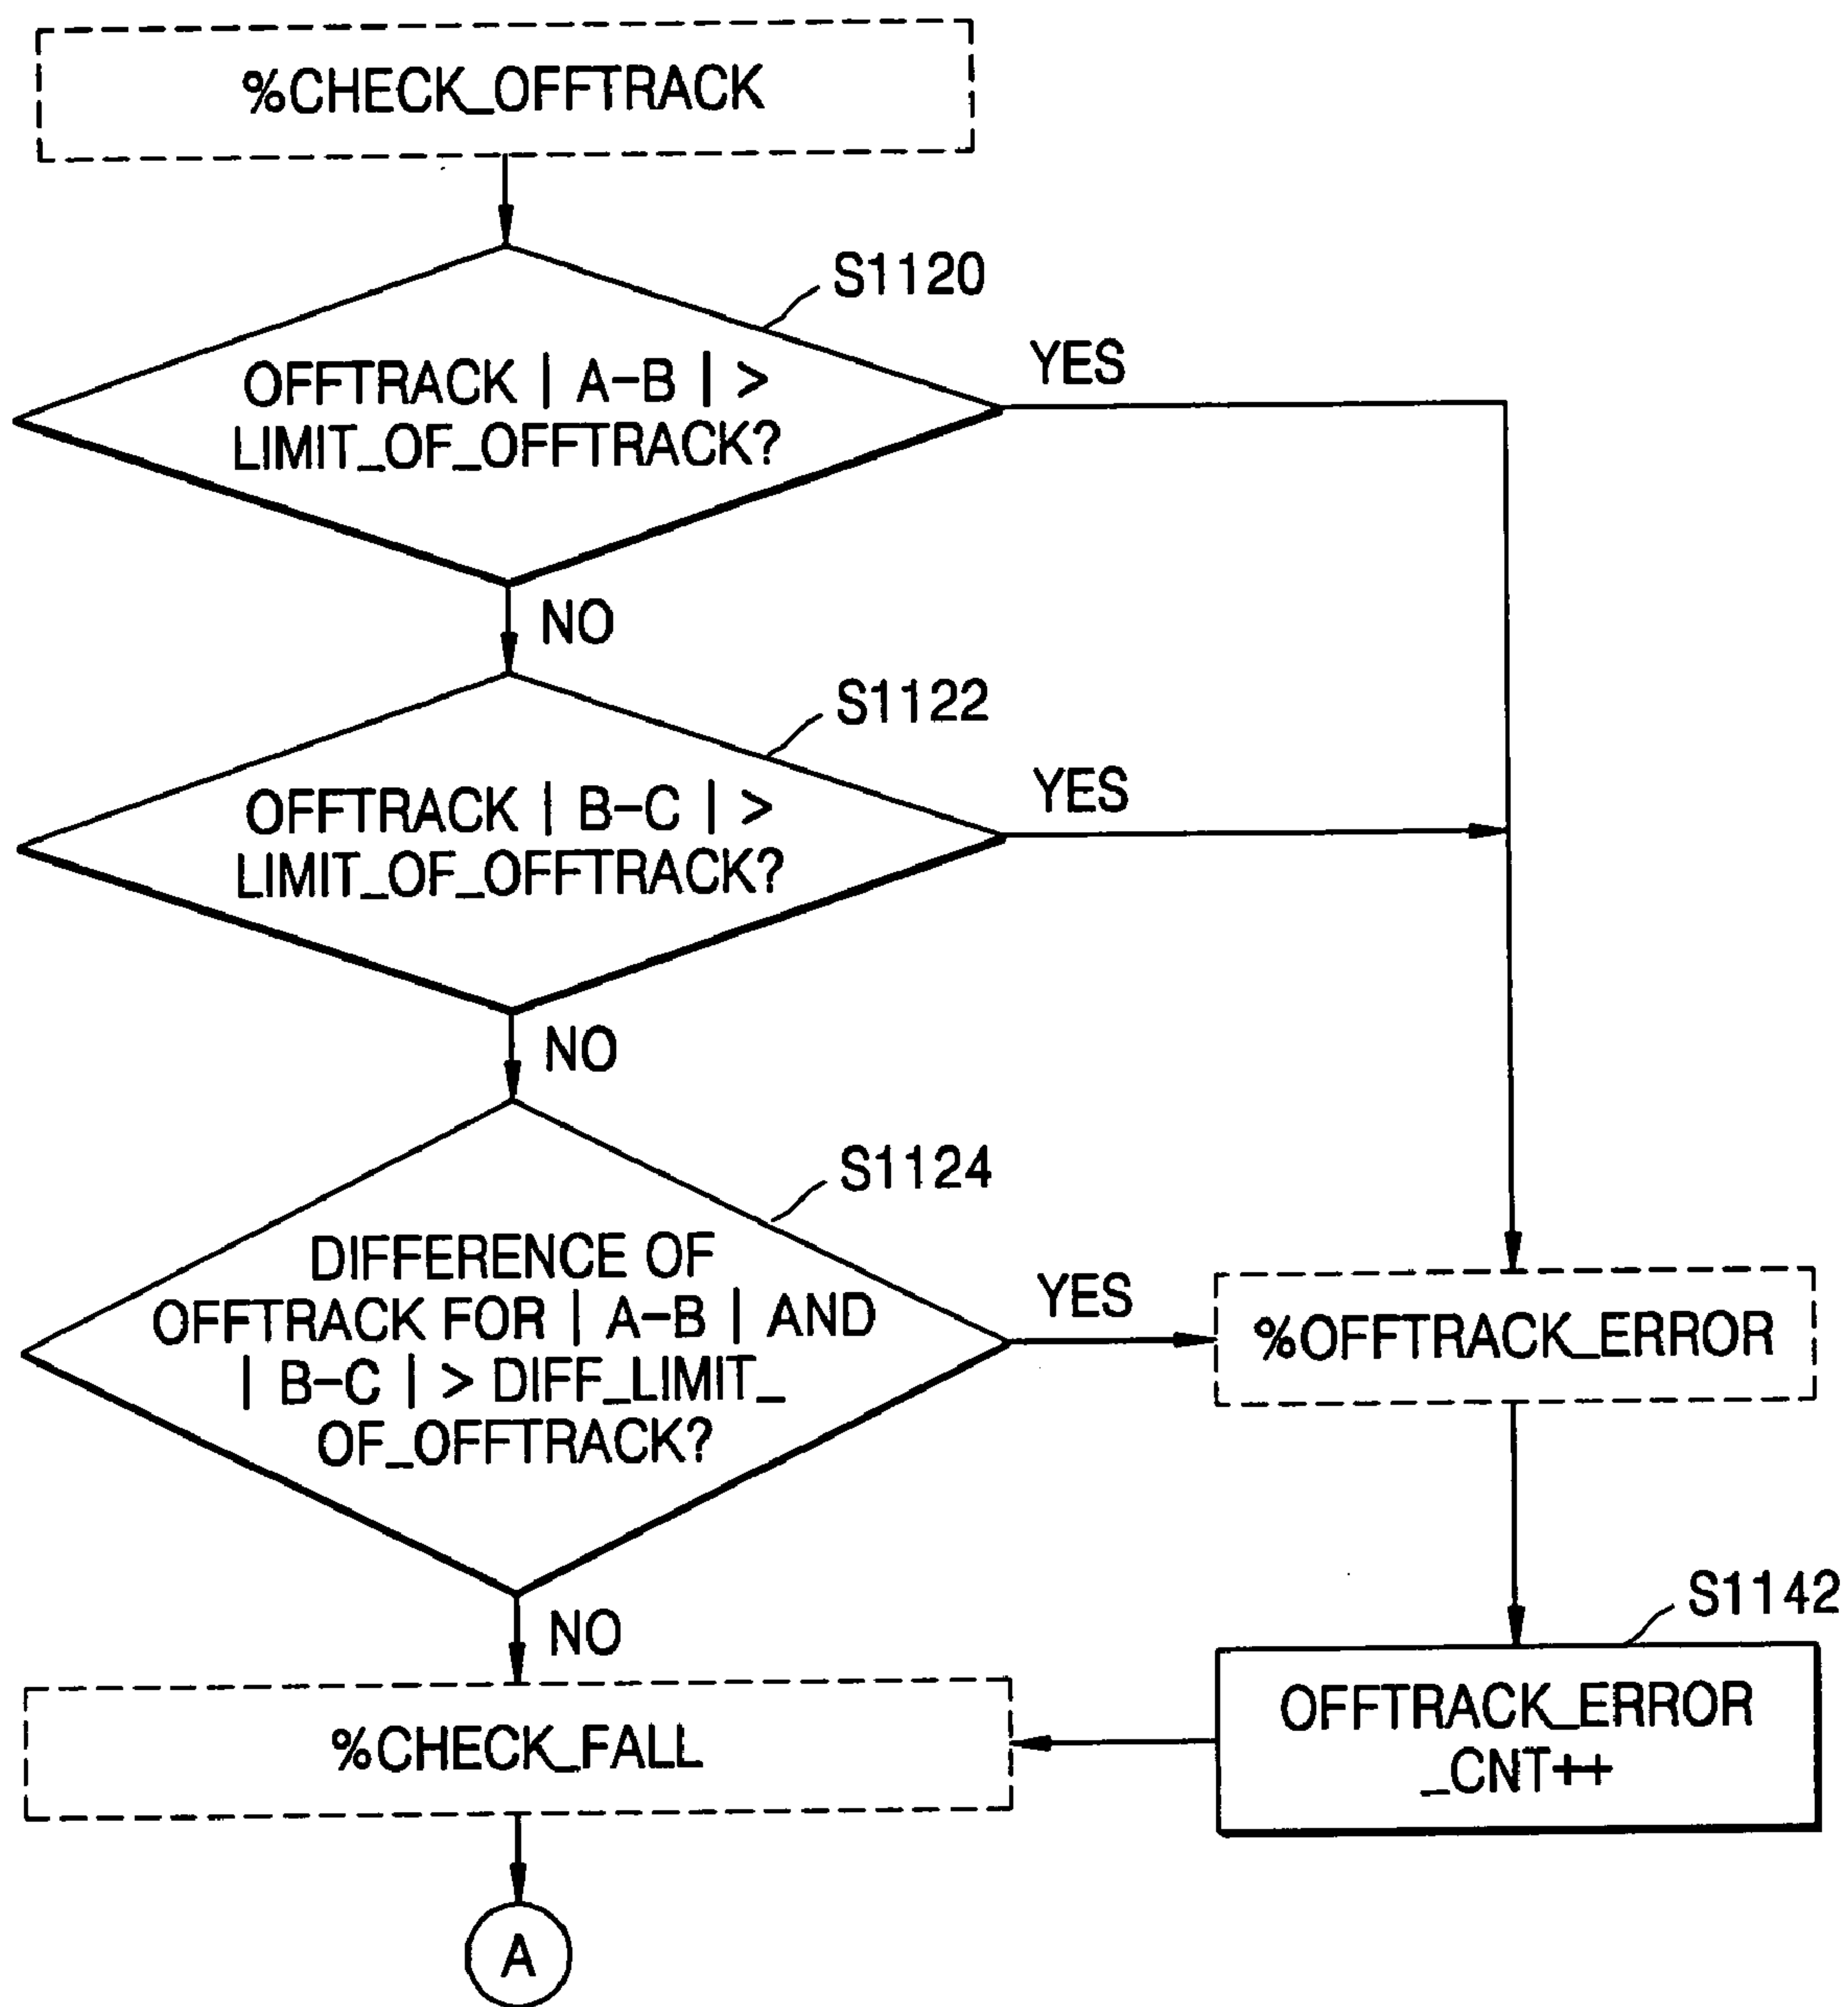 %CHECK_OFFTRACK
S1120
OFFTRACK | A-B | >
LIMIT_OF_OFFTRACK?
YES
NO
S1122
OFFTRACK | B-C | >
LIMIT_OF_OFFTRACK?
YES
NO
S1124
DIFFERENCE OF
OFFTRACK FOR | A-B | AND
| B-C | > DIFF_LIMIT_
OF_OFFTRACK?
YES
%OFFTRACK_ERROR
NO
S1142
OFFTRACK_ERROR
_CNT++
%CHECK_FALL
A